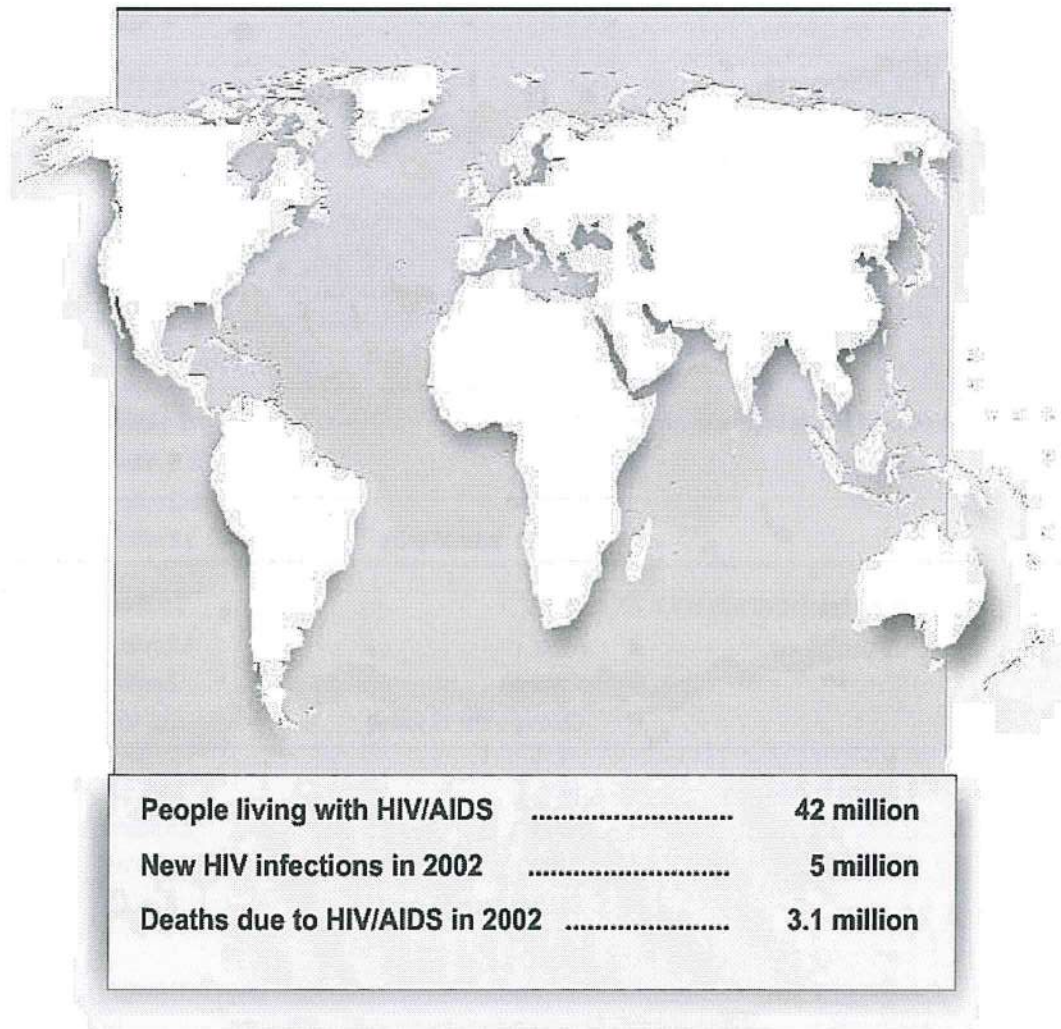 People living with HIV/AIDS ........................... 42 million
New HIV infections in 2002 ........................... 5 million
Deaths due to HIV/AIDS in 2002 ...................... 3.1 million